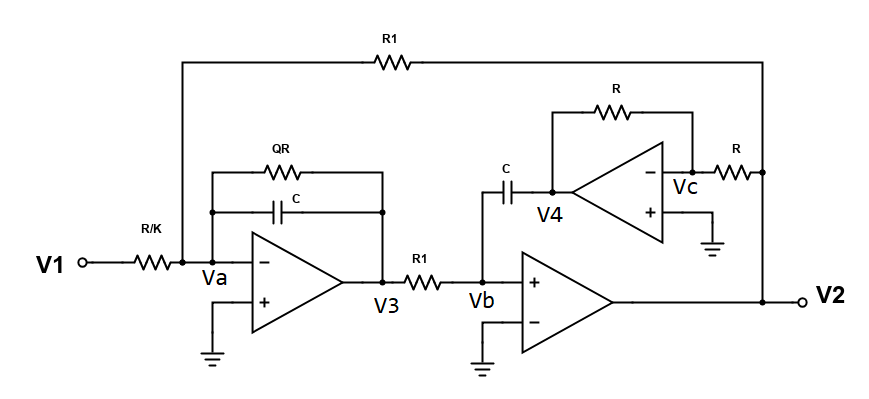 R1
R
QR
R
C
C
Vc
V4
R/K
V1
Va
R1
V3
Vb
V2
−
+
+
−
−
+